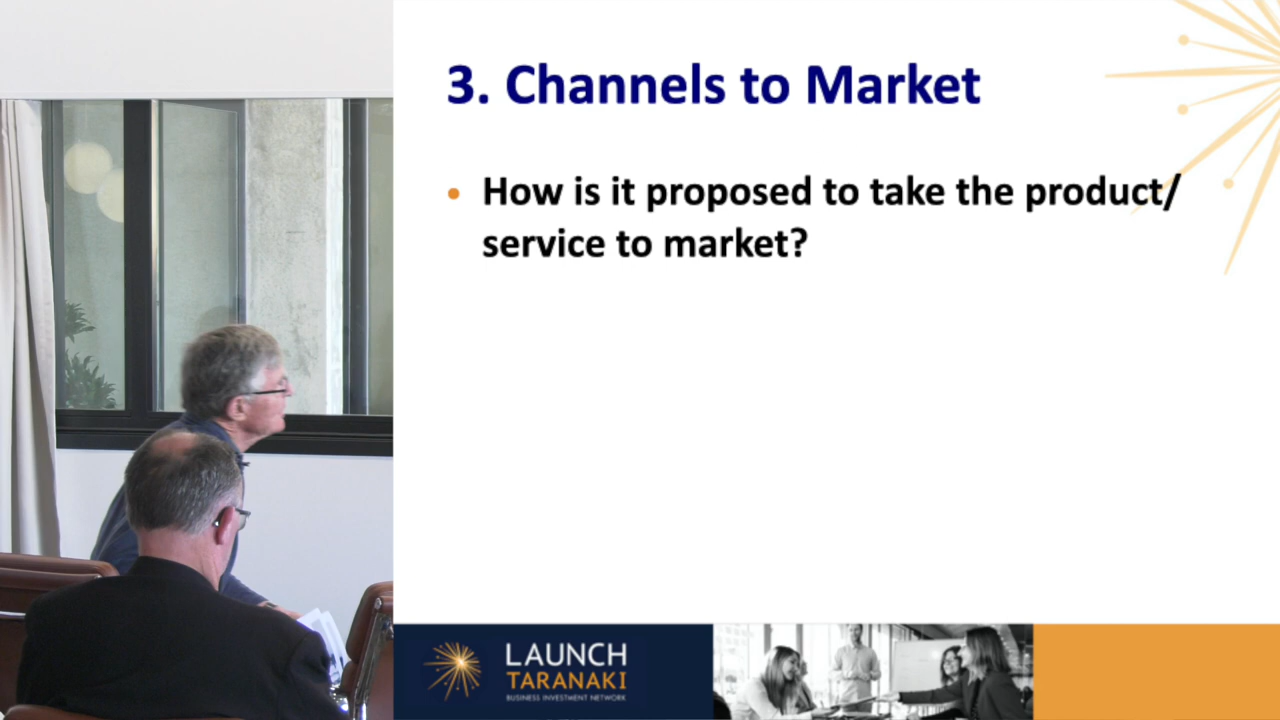 3. Channels to Market
• How is it proposed to take the product/
service to market?
LAUNCH
TARANAKI
BUSINESS INVESTMENT NETWORK